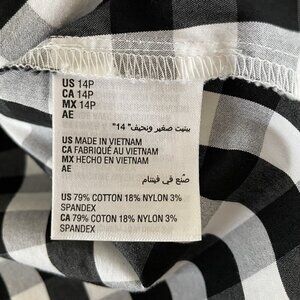 US 14P
CA 14P
MX 14P
AE
بيتيت صغير ونحيف "14"
US MADE IN VIETNAM
CA FABRIQUÉ AU VIETNAM
MX HECHO EN VIETNAM
AE
صنع في فيتنام
US 79% COTTON 18% NYLON 3%
SPANDEX
CA 79% COTTON 18% NYLON 3%
SPANDEX